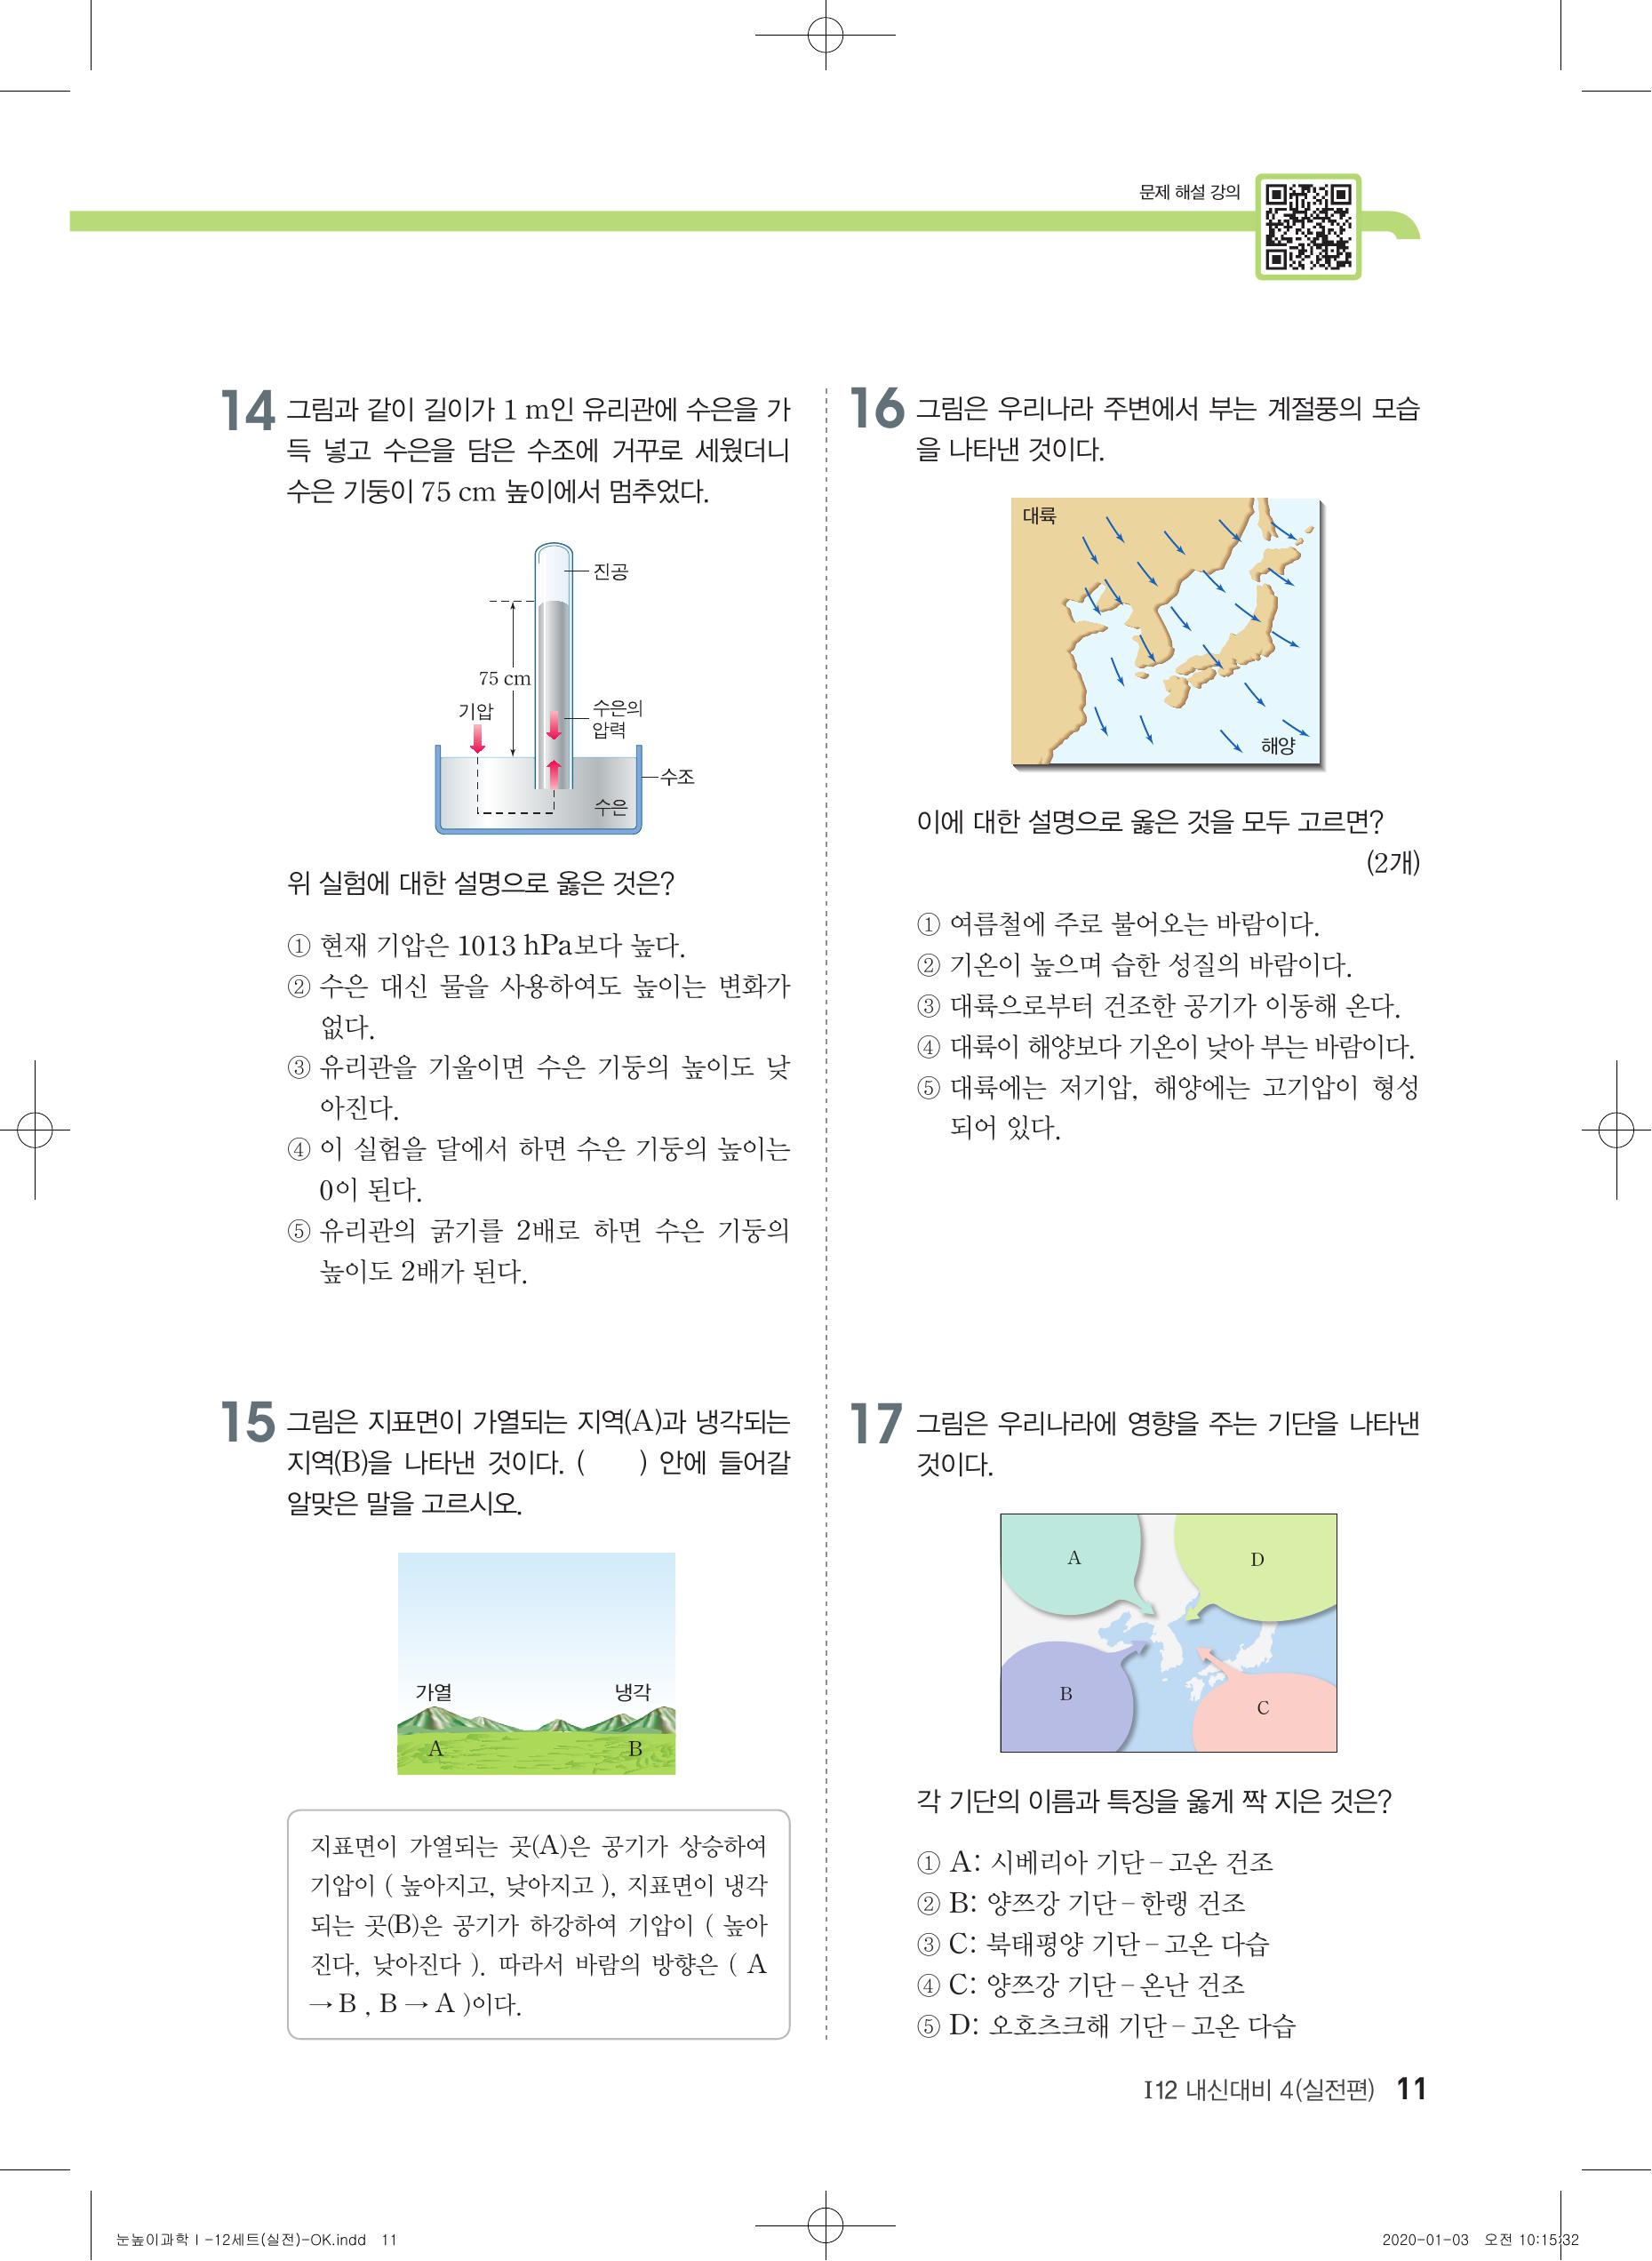 문제 해설 강의
14 그림과 같이 길이가 1 m인 유리관에 수은을 가
득 넣고 수은을 담은 수조에 거꾸로 세웠더니
수은 기둥이 75 cm 높이에서 멈추었다.
진공
75 cm
기압
수은의
압력
수조
수은
위 실험에 대한 설명으로 옳은 것은?
① 현재 기압은 1013 hPa보다 높다.
② 수은 대신 물을 사용하여도 높이는 변화가
없다.
③ 유리관을 기울이면 수은 기둥의 높이도 낮
아진다.
④ 이 실험을 달에서 하면 수은 기둥의 높이는
0이 된다.
⑤ 유리관의 굵기를 2배로 하면 수은 기둥의
높이도 2배가 된다.
15 그림은 지표면이 가열되는 지역(A)과 냉각되는
지역(B)을 나타낸 것이다. (　　) 안에 들어갈
알맞은 말을 고르시오.
가열
냉각
A
B
지표면이 가열되는 곳(A)은 공기가 상승하여
기압이 ( 높아지고, 낮아지고 ), 지표면이 냉각
되는 곳(B)은 공기가 하강하여 기압이 ( 높아
진다, 낮아진다 ). 따라서 바람의 방향은 ( A
→ B , B → A )이다.
16 그림은 우리나라 주변에서 부는 계절풍의 모습
을 나타낸 것이다.
대륙
해양
이에 대한 설명으로 옳은 것을 모두 고르면?
(2개)
① 여름철에 주로 불어오는 바람이다.
② 기온이 높으며 습한 성질의 바람이다.
③ 대륙으로부터 건조한 공기가 이동해 온다.
④ 대륙이 해양보다 기온이 낮아 부는 바람이다.
⑤ 대륙에는 저기압, 해양에는 고기압이 형성
되어 있다.
17 그림은 우리나라에 영향을 주는 기단을 나타낸
것이다.
A
D
B
C
각 기단의 이름과 특징을 옳게 짝 지은 것은?
① A: 시베리아 기단 – 고온 건조
② B: 양쯔강 기단 – 한랭 건조
③ C: 북태평양 기단 – 고온 다습
④ C: 양쯔강 기단 – 온난 건조
⑤ D: 오호츠크해 기단 – 고온 다습
I12 내신대비 4(실전편) 11
눈높이과학 I -12세트(실전)-OK.indd 11
2020-01-03 오전 10:15:32